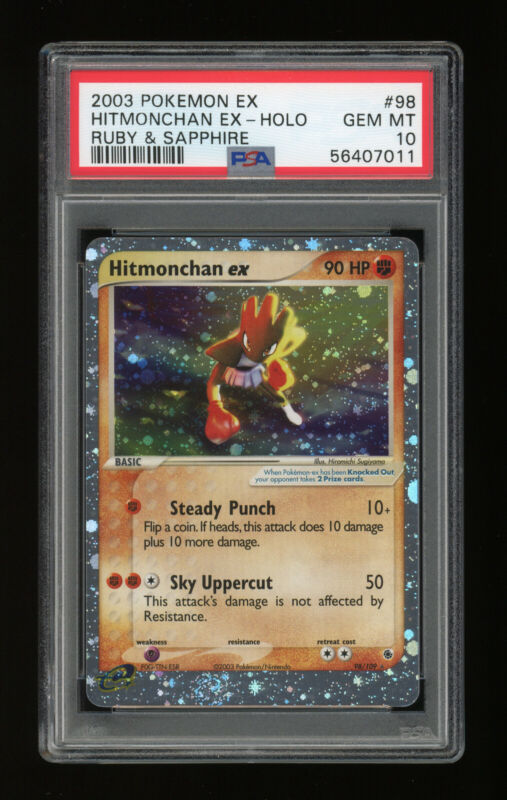 2003 POKEMON EX #98
HITMONCHAN EX - HOLO GEM MT
RUBY & SAPPHIRE 10
PSA 56407011
Hitmonchan ex 90 HP
BASIC Illus. Hiromichi Sugiyama
When Pokémon-ex has been Knocked Out,
your opponent takes 2 Prize cards.
Steady Punch 10+
Flip a coin. If heads, this attack does 10 damage
plus 10 more damage.
Sky Uppercut 50
This attack's damage is not affected by
Resistance.
weakness resistance retreat cost
©2003 Pokémon/Nintendo 98/109
PSA